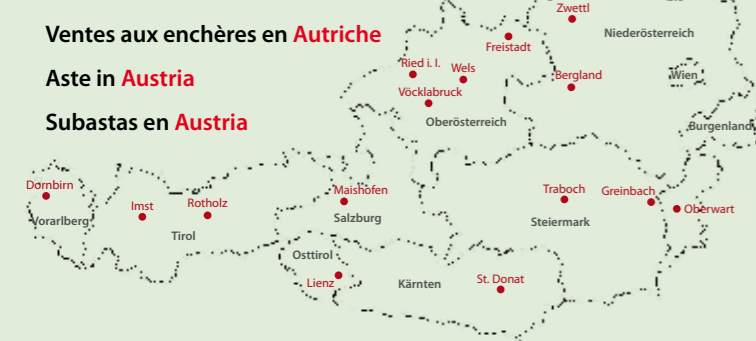 Ventes aux enchères en Autriche
Aste in Austria
Subastas en Austria
Zwettl
Niederösterreich
Freistadt
Ried i. I.
Wels
Bergland
Wien
Vöcklabruck
Oberösterreich
Burgenland
Dornbirn
Imst
Rotholz
Maishofen
Traboch
Greinbach
Oberwart
Vorarlberg
Tirol
Salzburg
Steiermark
Osttirol
Lienz
Kärnten
St. Donat